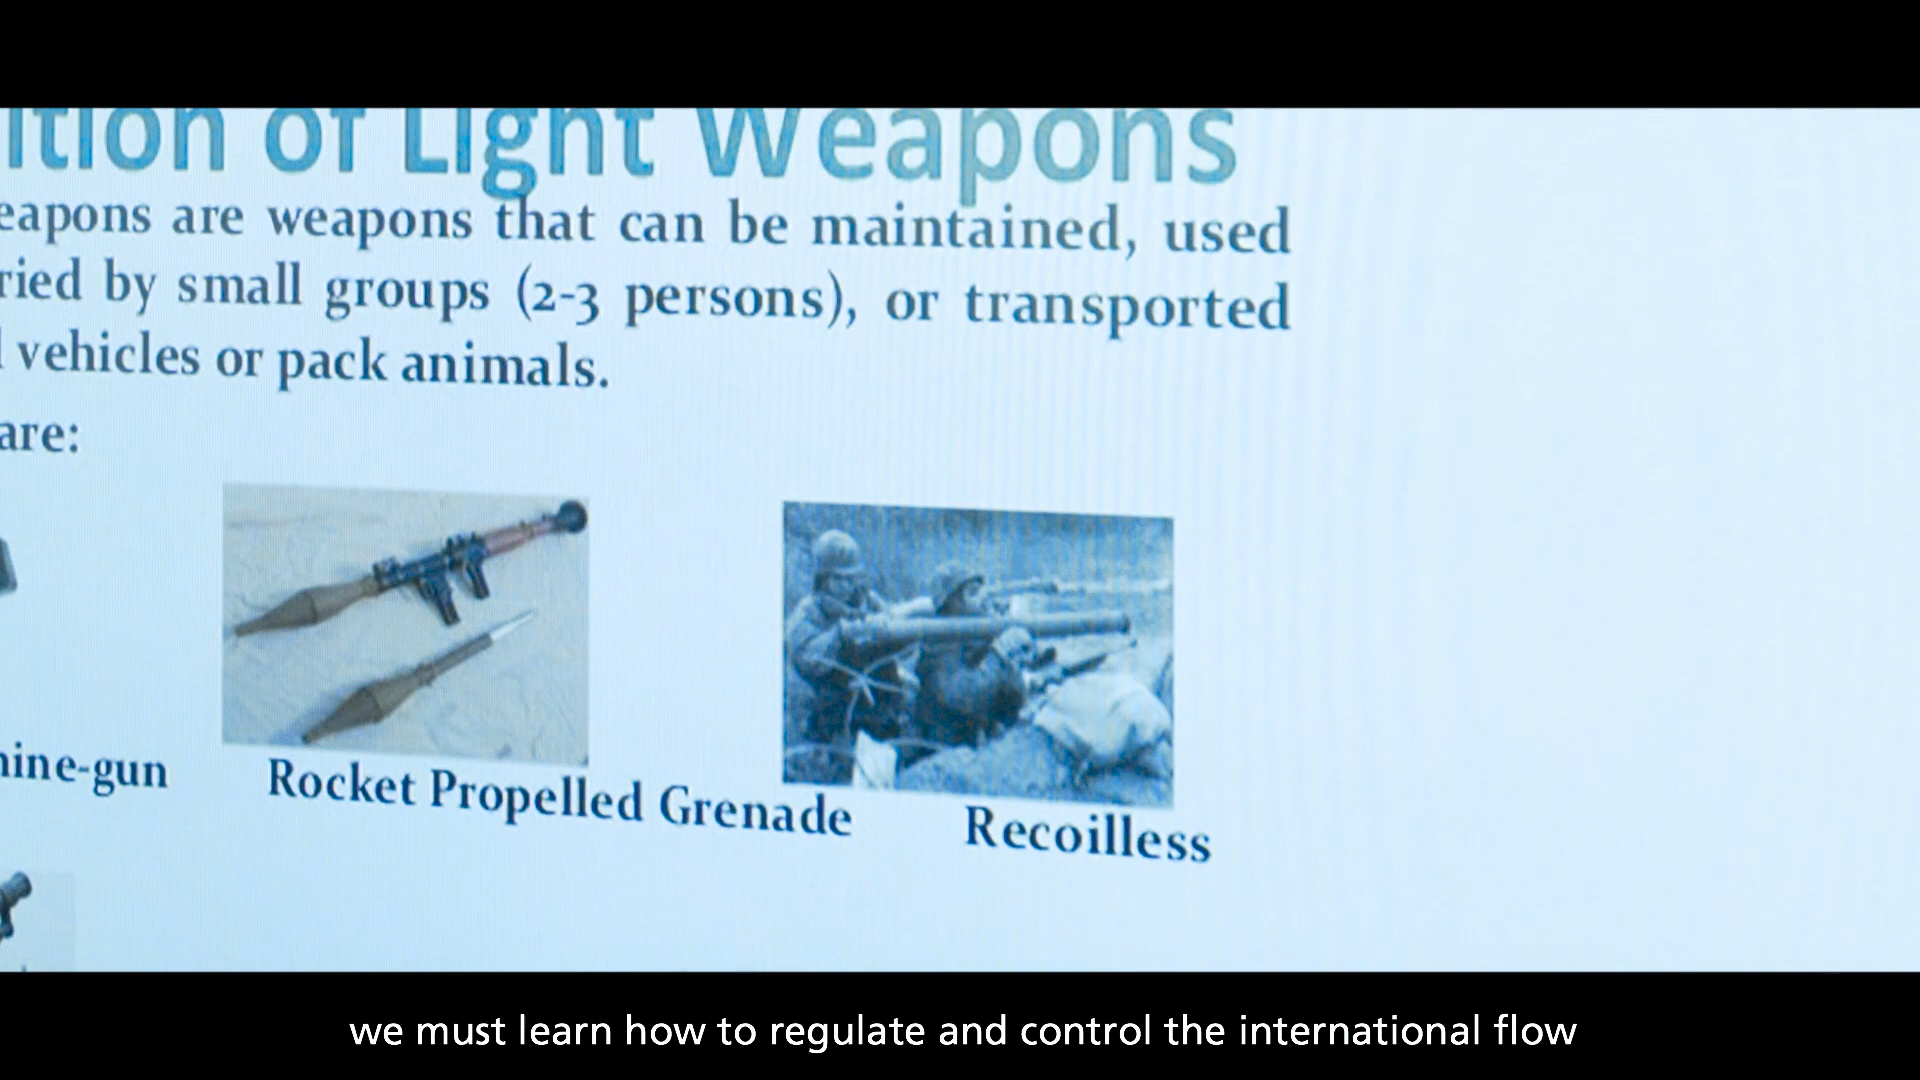 ition of Light Weapons
eapons are weapons that can be maintained, used
ried by small groups (2-3 persons), or transported
vehicles or pack animals.
are:
hine-gun
Rocket Propelled Grenade
Recoilless
we must learn how to regulate and control the international flow